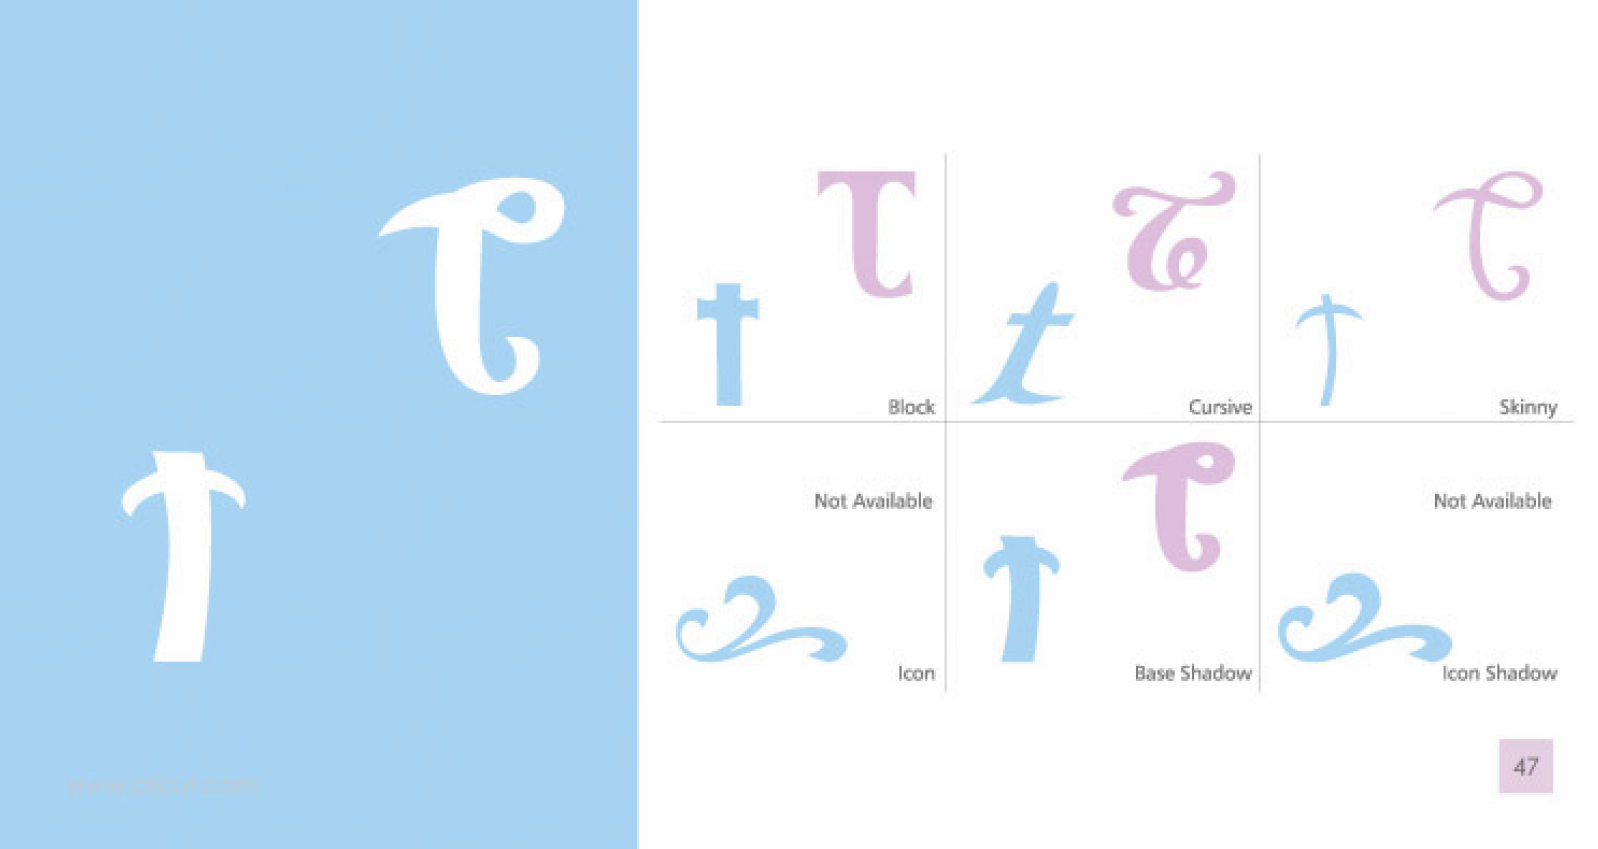 T
t
T
t
Block
T
t
Cursive
T
t
Skinny
Not Available
Icon
T
t
Base Shadow
Not Available
Icon Shadow
www.cricut.com
47